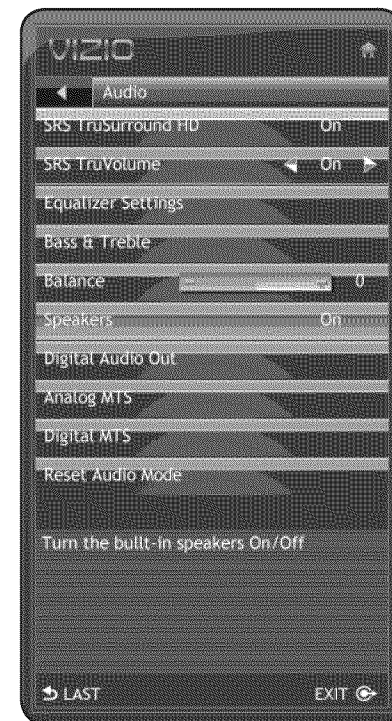 VIZIO
Audio
SRS TruSurround HD On
SRS TruVolume On
Equalizer Settings
Bass & Treble
Balance 0
Speakers On
Digital Audio Out
Analog MTS
Digital MTS
Reset Audio Mode
Turn the built-in speakers On/Off
LAST EXIT